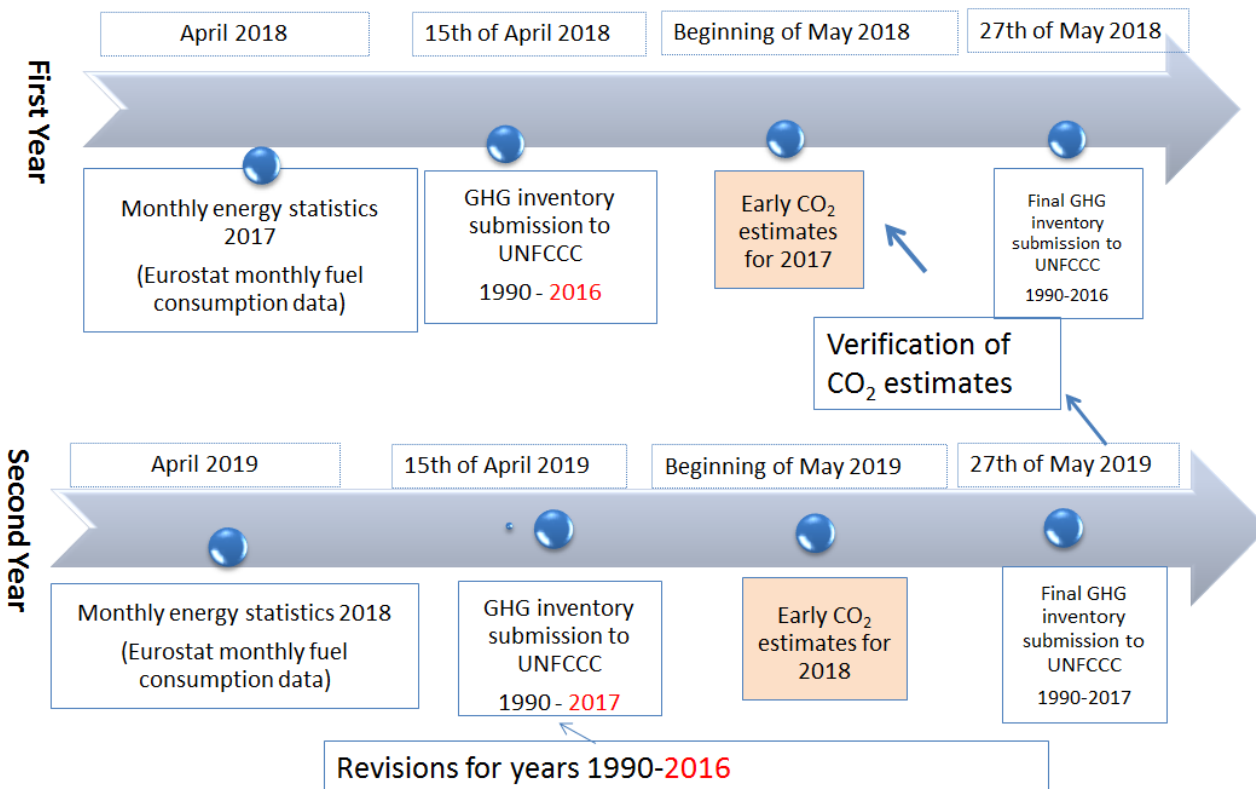 First Year
April 2018
15th of April 2018
Beginning of May 2018
27th of May 2018
Monthly energy statistics
2017
(Eurostat monthly fuel
consumption data)
GHG inventory
submission to
UNFCCC
1990 - 2016
Early CO₂
estimates
for 2017
Final GHG
inventory
submission to
UNFCCC
1990-2016
Verification of
CO₂ estimates
Second Year
April 2019
15th of April 2019
Beginning of May 2019
27th of May 2019
Monthly energy statistics 2018
(Eurostat monthly fuel
consumption data)
GHG inventory
submission to
UNFCCC
1990 - 2017
Early CO₂
estimates for
2018
Final GHG
inventory
submission to
UNFCCC
1990-2017
Revisions for years 1990-2016